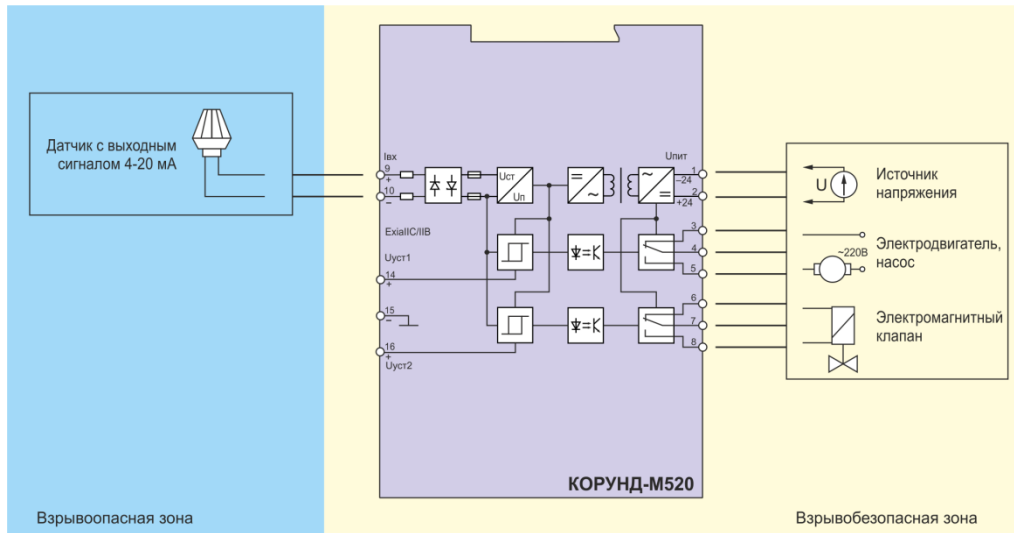 Датчик с выходным
сигналом 4-20 мА
Iвх
9
+
10
–
ExiaIIC/IIB
Uуст1
14
+
15
–
16
+
Uуст2
Uст
Uп
Uпит
1
–24
2
+24
3
4
5
6
7
8
U
Источник
напряжения
~220В
Электродвигатель,
насос
Электромагнитный
клапан
КОРУНД-М520
Взрывоопасная зона
Взрывобезопасная зона